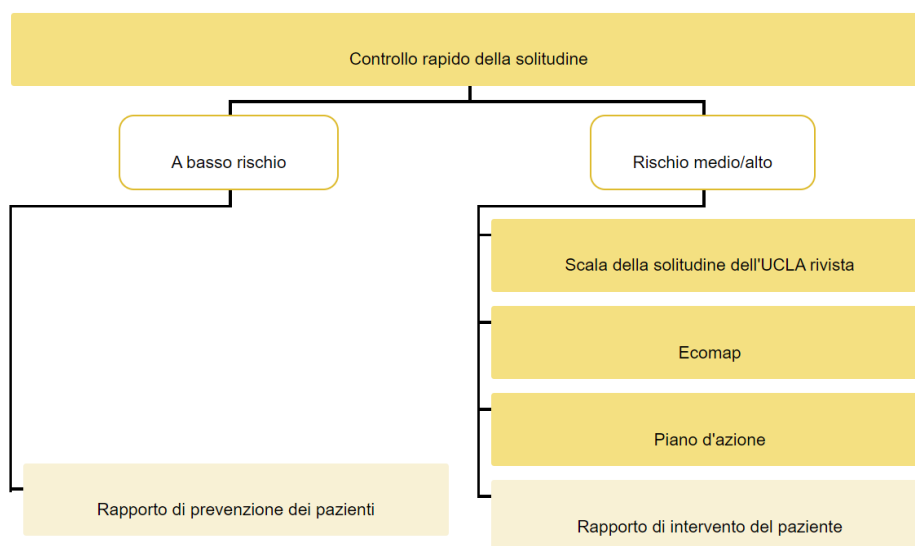 Controllo rapido della solitudine
A basso rischio
Rischio medio/alto
Scala della solitudine dell'UCLA rivista
Ecomap
Piano d'azione
Rapporto di prevenzione dei pazienti
Rapporto di intervento del paziente